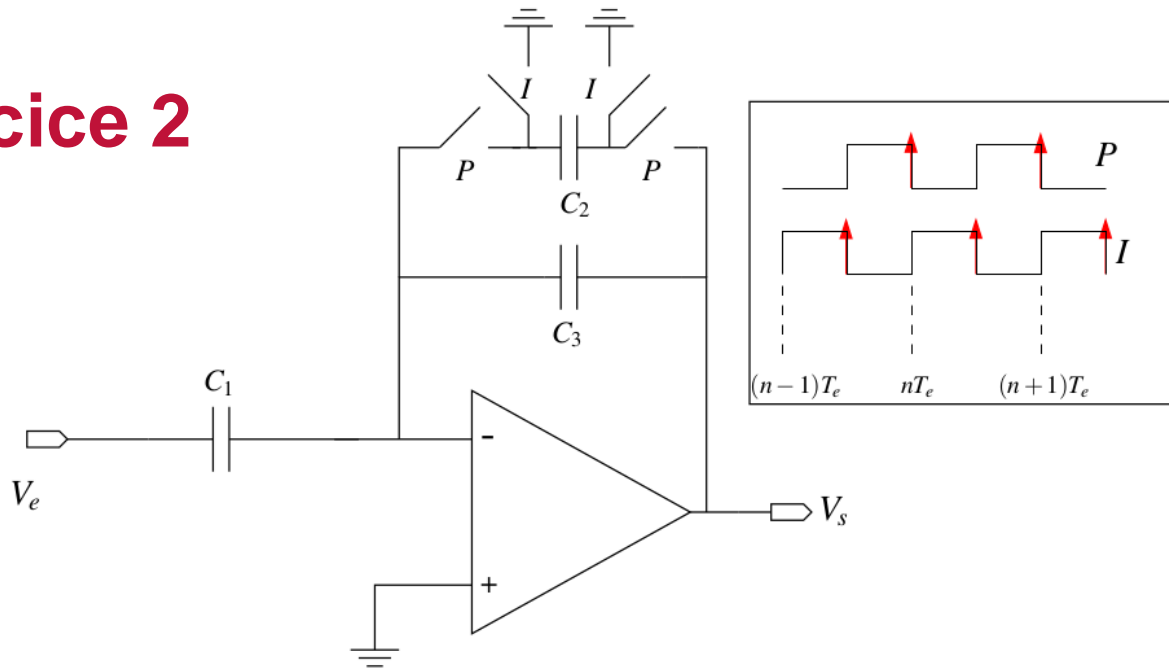 cice 2
I I
P P
C₂
C₃
C₁
Vₑ
-
+
Vₛ
P
I
(n − 1)Tₑ nTₑ (n + 1)Tₑ